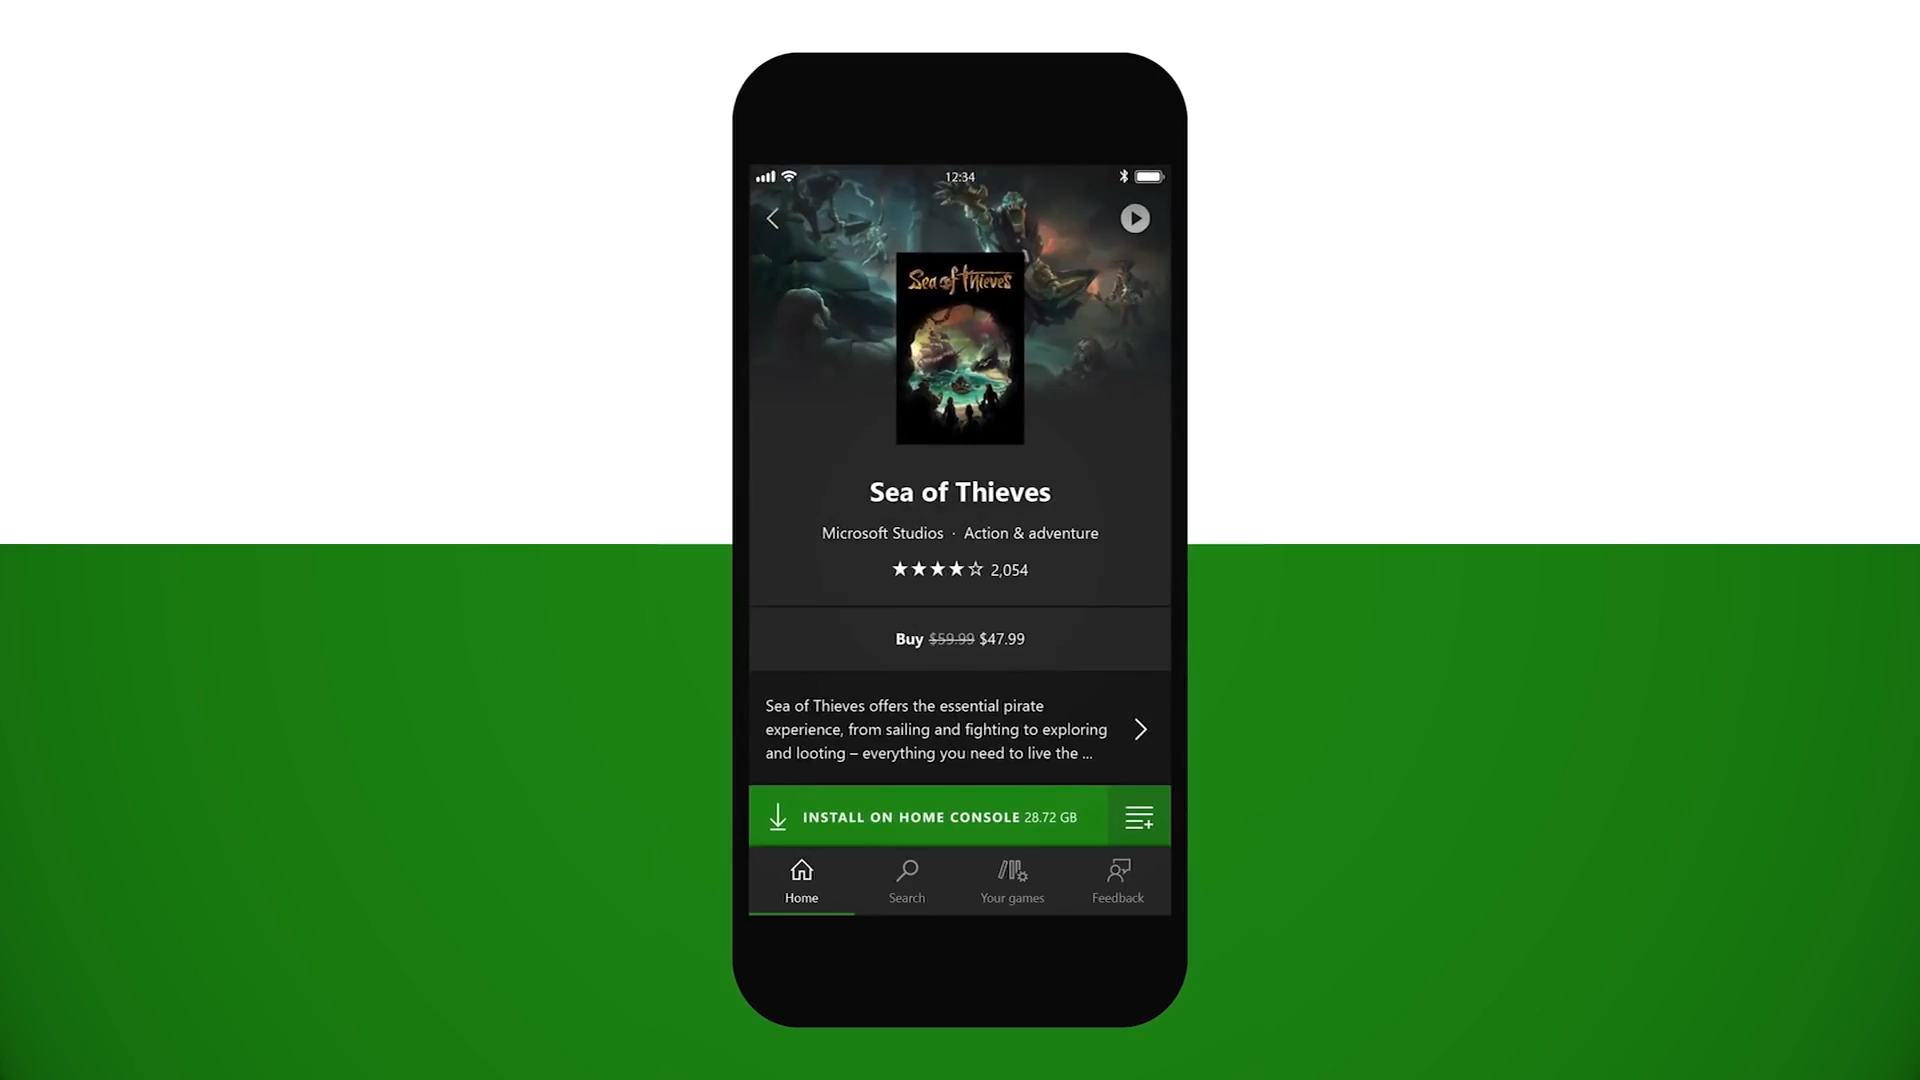 12:34
Sea of Thieves
Sea of Thieves
Microsoft Studios · Action & adventure
2,054
Buy $59.99 $47.99
Sea of Thieves offers the essential pirate
experience, from sailing and fighting to exploring
and looting – everything you need to live the ...
INSTALL ON HOME CONSOLE 28.72 GB
Home
Search
Your games
Feedback